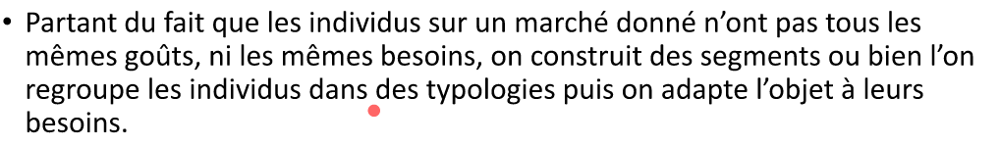 • Partant du fait que les individus sur un marché donné n’ont pas tous les
mêmes goûts, ni les mêmes besoins, on construit des segments ou bien l’on
regroupe les individus dans des typologies puis on adapte l’objet à leurs
besoins.